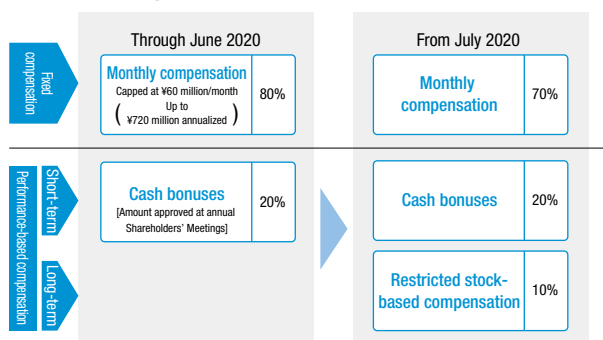 Through June 2020
From July 2020
Fixed
compensation
Monthly compensation
Capped at ¥60 million/month
Up to
¥720 million annualized
( )
80%
Monthly
compensation
70%
Performance-based compensation
Short-term
Cash bonuses
[Amount approved at annual
Shareholders’ Meetings]
20%
Cash bonuses
20%
Long-term
Restricted stock-
based compensation
10%